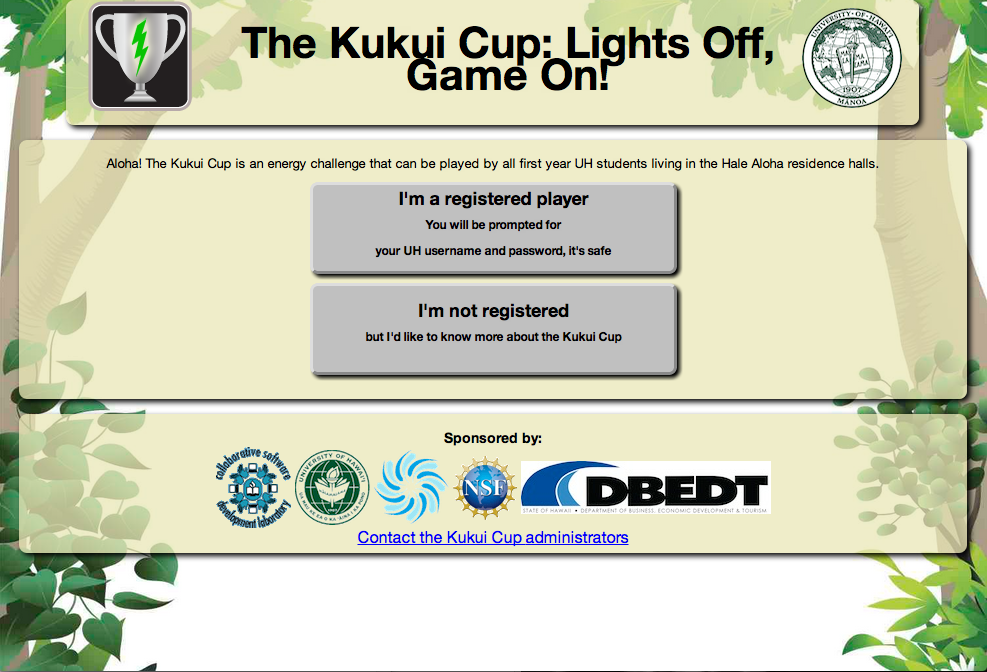 The Kukui Cup: Lights Off,
Game On!
UNIVERSITY OF HAWAII
1907
MĀNOA
Aloha! The Kukui Cup is an energy challenge that can be played by all first year UH students living in the Hale Aloha residence halls.
I'm a registered player
You will be prompted for
your UH username and password, it's safe
I'm not registered
but I'd like to know more about the Kukui Cup
Sponsored by:
collaborative software
development laboratory
UNIVERSITY OF HAWAII
NSF
DBEDT
STATE OF HAWAII • DEPARTMENT OF BUSINESS, ECONOMIC DEVELOPMENT & TOURISM
Contact the Kukui Cup administrators